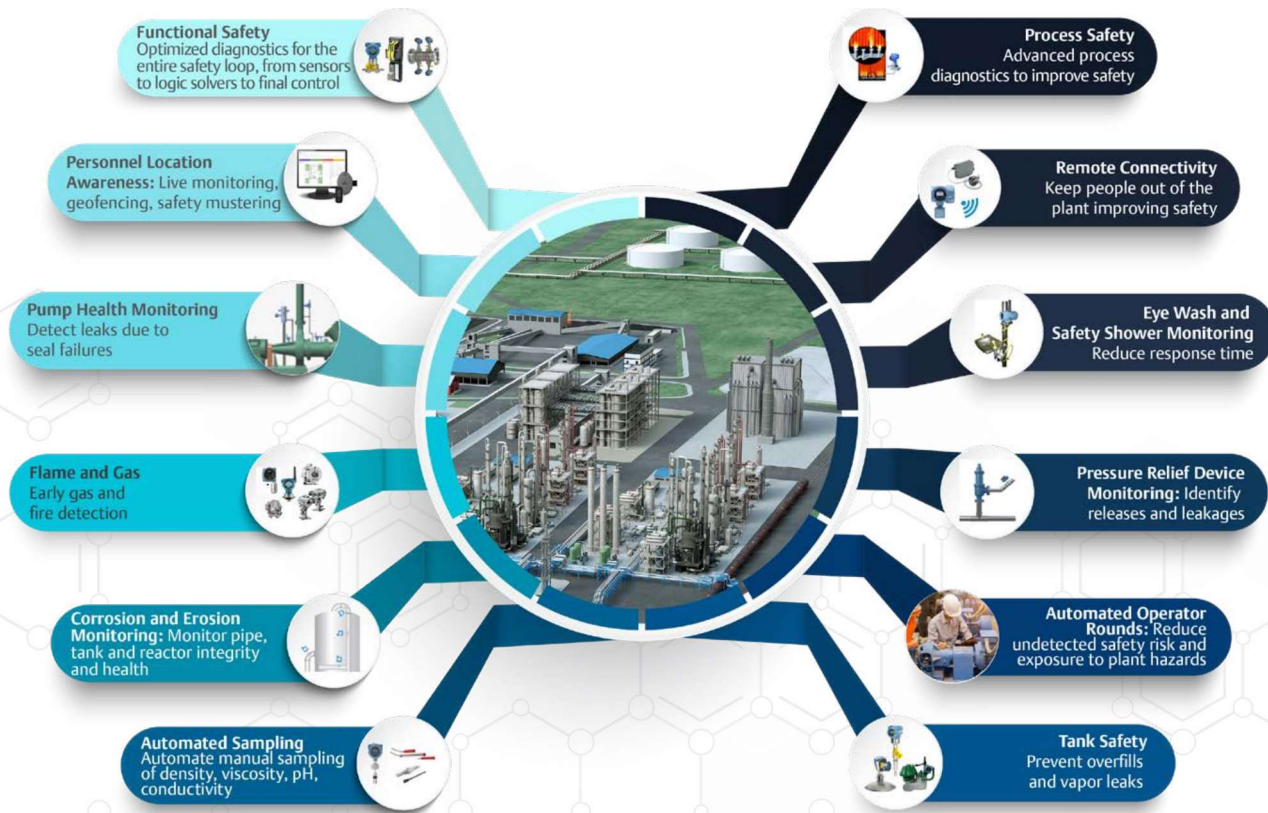 Functional Safety
Optimized diagnostics for the
entire safety loop, from sensors
to logic solvers to final control
Personnel Location
Awareness: Live monitoring,
geofencing, safety mustering
Pump Health Monitoring
Detect leaks due to
seal failures
Flame and Gas
Early gas and
fire detection
Corrosion and Erosion
Monitoring: Monitor pipe,
tank and reactor integrity
and health
Automated Sampling
Automate manual sampling
of density, viscosity, pH,
conductivity
Process Safety
Advanced process
diagnostics to improve safety
Remote Connectivity
Keep people out of the
plant improving safety
Eye Wash and
Safety Shower Monitoring
Reduce response time
Pressure Relief Device
Monitoring: Identify
releases and leakages
Automated Operator
Rounds: Reduce
undetected safety risk and
exposure to plant hazards
Tank Safety
Prevent overfills
and vapor leaks